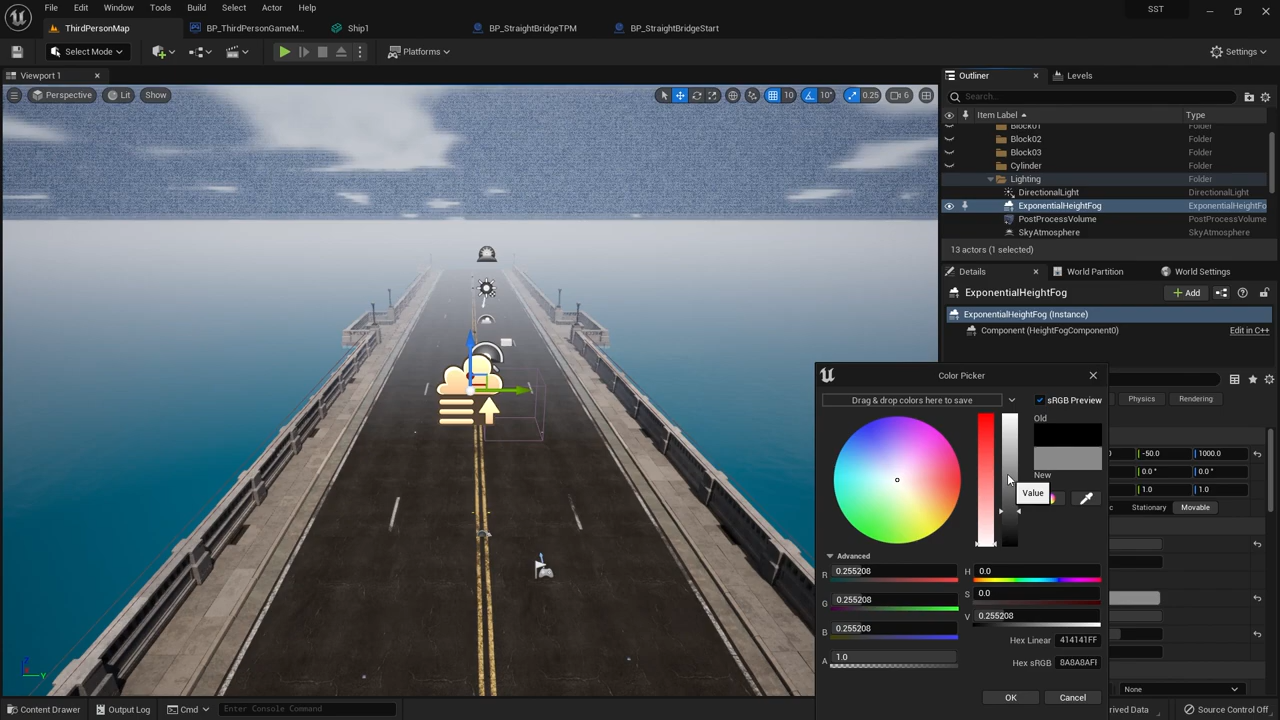 File Edit Window Tools Build Select Actor Help
SST
ThirdPersonMap
BP_ThirdPersonGameM...
Ship1
BP_StraightBridgeTPM
BP_StraightBridgeStart
Select Mode
Platforms
Settings
Viewport 1
Outliner
Levels
Perspective
Lit
Show
10
10°
0.25
6
Search...
Item Label
Type
Block01 Folder
Block02 Folder
Block03 Folder
Cylinder Folder
Lighting Folder
DirectionalLight DirectionalLight
ExponentialHeightFog ExponentialHeightFo
PostProcessVolume PostProcessVolume
SkyAtmosphere SkyAtmosphere
13 actors (1 selected)
Details
World Partition
World Settings
ExponentialHeightFog
Add
ExponentialHeightFog (Instance)
Component (HeightFogComponent0)
Edit in C++
Color Picker
Drag & drop colors here to save
sRGB Preview
Old
New
Value
Physics
Rendering
-50.0
1000.0
0.0 °
0.0 °
1.0
1.0
Stationary
Movable
Advanced
R 0.255208
H 0.0
G 0.255208
S 0.0
B 0.255208
V 0.255208
A 1.0
Hex Linear 414141FF
Hex sRGB 8A8A8AFF
OK
Cancel
None
Content Drawer
Output Log
Cmd
Enter Console Command
rived Data
Source Control Off